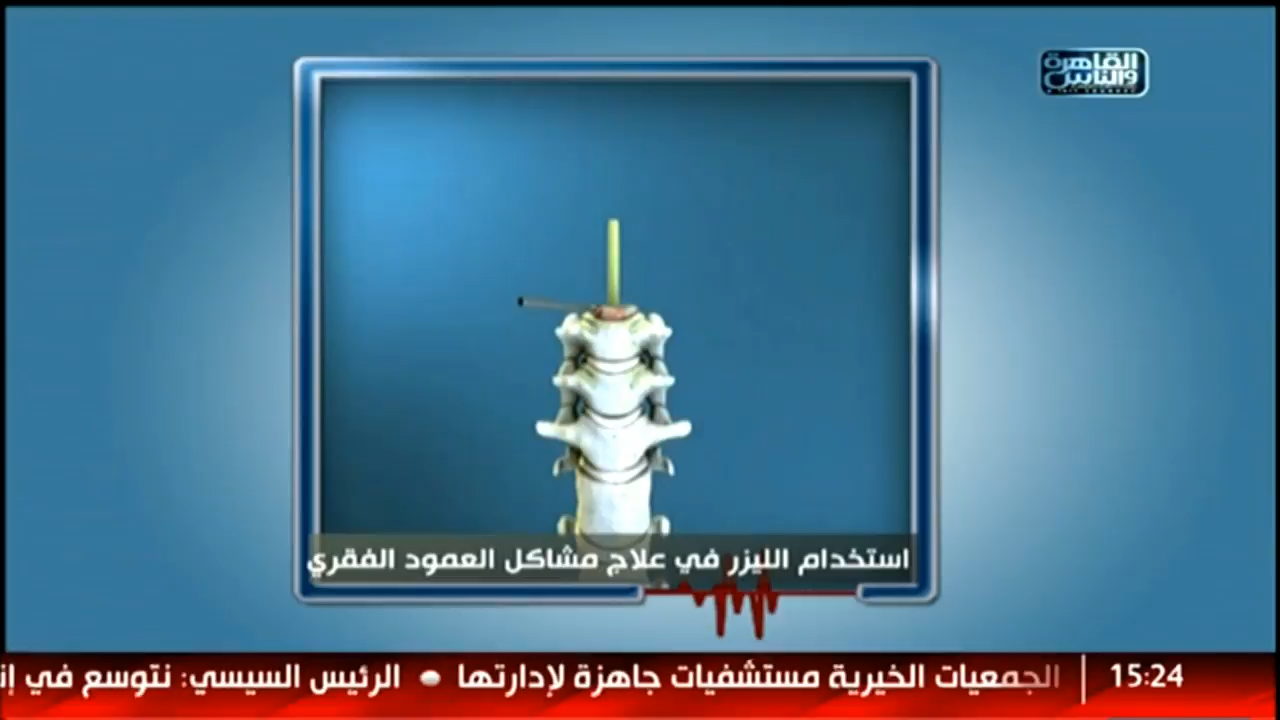 القاهرة
والناس
استخدام الليزر في علاج مشاكل العمود الفقري
15:24 الجمعيات الخيرية مستشفيات جاهزة لإدارتها • الرئيس السيسي: نتوسع في